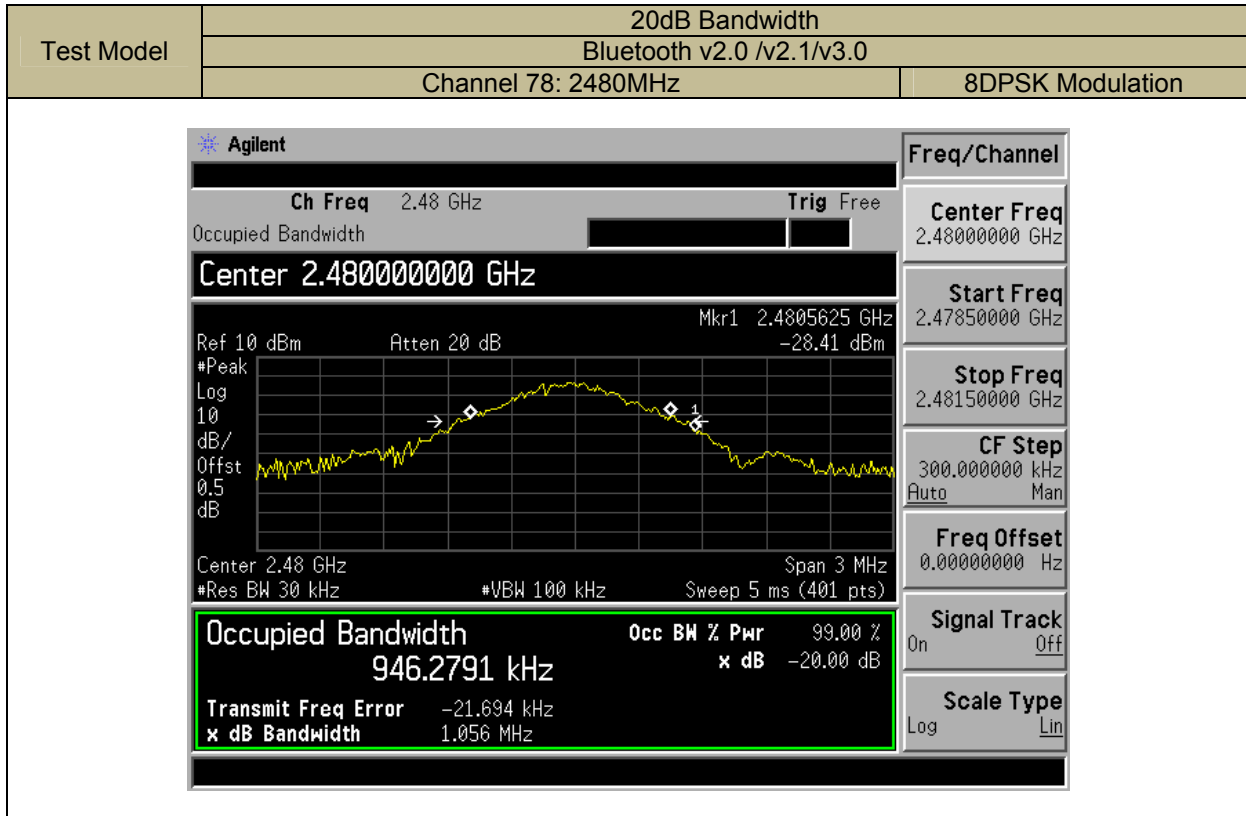 20dB Bandwidth
Test Model
Bluetooth v2.0 /v2.1/v3.0
Channel 78: 2480MHz 8DPSK Modulation
Agilent
Freq/Channel
Ch Freq 2.48 GHz Trig Free
Occupied Bandwidth
Center Freq
2.48000000 GHz
Center 2.480000000 GHz
Start Freq
2.47850000 GHz
Mkr1 2.4805625 GHz
Ref 10 dBm Atten 20 dB -28.41 dBm
#Peak
Log
10
dB/
Offst
0.5
dB
1
Stop Freq
2.48150000 GHz
CF Step
300.000000 kHz
Auto Man
Freq Offset
0.00000000 Hz
Center 2.48 GHz Span 3 MHz
#Res BW 30 kHz #VBW 100 kHz Sweep 5 ms (401 pts)
Occupied Bandwidth Occ BW % Pwr 99.00 %
946.2791 kHz x dB -20.00 dB
Transmit Freq Error -21.694 kHz
x dB Bandwidth 1.056 MHz
Signal Track
On Off
Scale Type
Log Lin